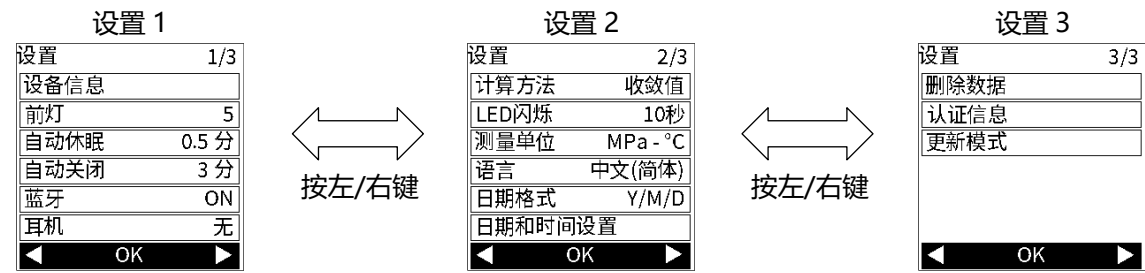 设置 1
设置 1/3
设备信息
前灯 5
自动休眠 0.5 分
自动关闭 3 分
蓝牙 ON
耳机 无
◀ OK ▶
按左/右键
设置 2
设置 2/3
计算方法 收敛值
LED闪烁 10秒
测量单位 MPa - °C
语言 中文(简体)
日期格式 Y/M/D
日期和时间设置
◀ OK ▶
按左/右键
设置 3
设置 3/3
删除数据
认证信息
更新模式
◀ OK ▶